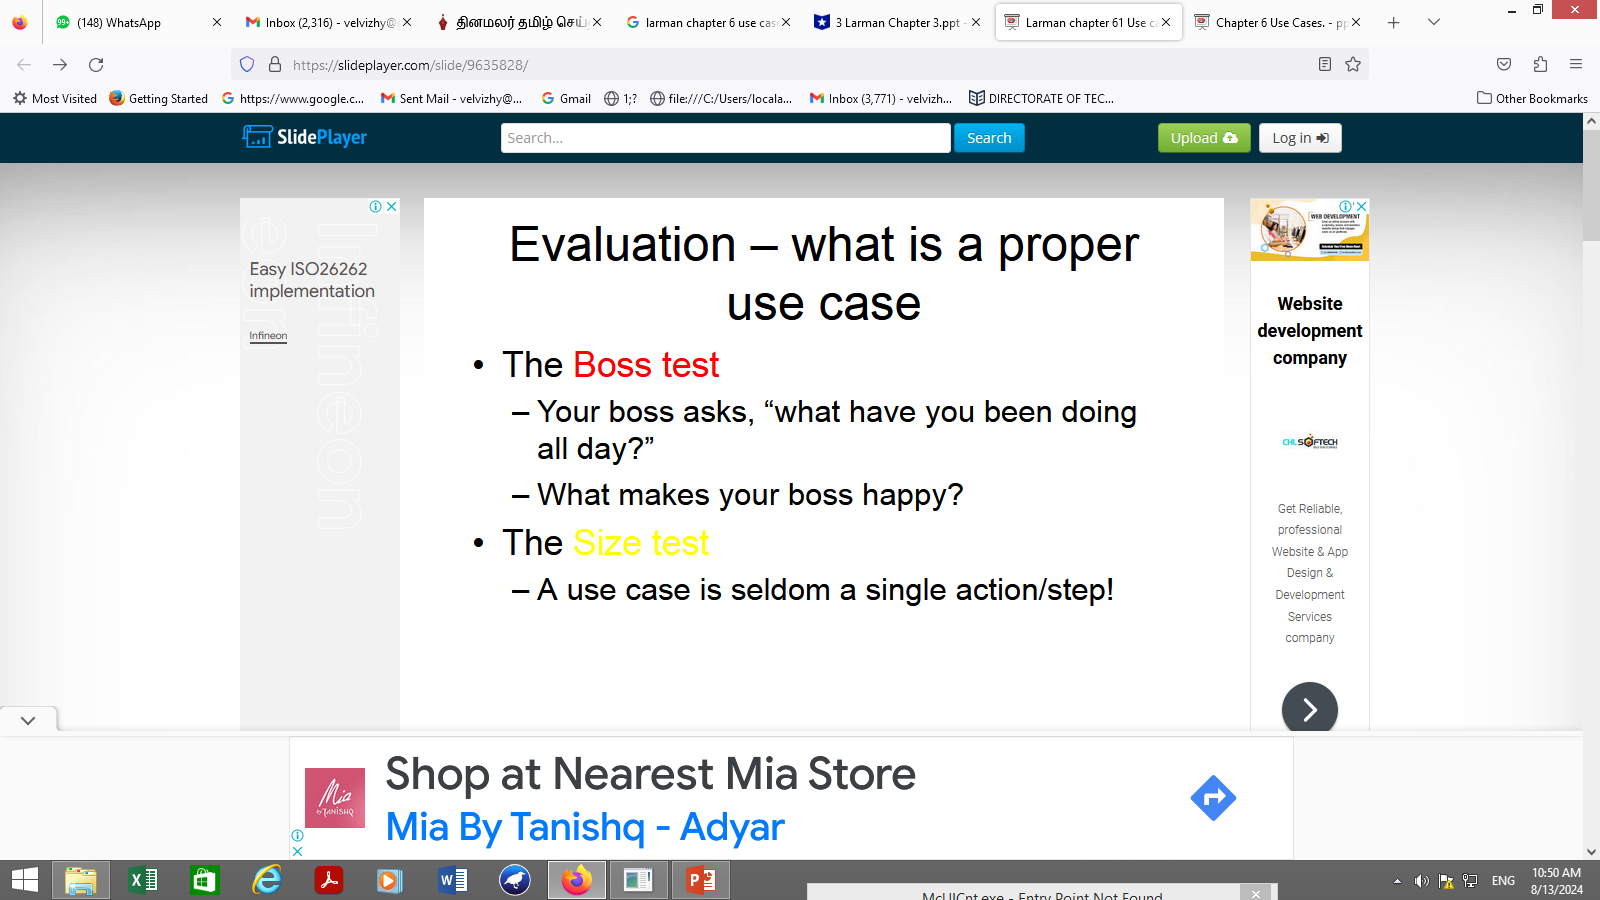 (148) WhatsApp
Inbox (2,316) - velvizhy@
தினமலர் தமிழ் செய்
larman chapter 6 use cas
3 Larman Chapter 3.ppt -
Larman chapter 61 Use c
Chapter 6 Use Cases. - pp
https://slideplayer.com/slide/9635828/
Most Visited
Getting Started
https://www.google.c...
Sent Mail - velvizhy@...
Gmail
1;?
file:///C:/Users/locala...
Inbox (3,771) - velvizh...
DIRECTORATE OF TEC...
Other Bookmarks
SlidePlayer
Search...
Search
Upload
Log in
Easy ISO26262
implementation
Infineon
Infineon
Evaluation – what is a proper
use case
• The Boss test
– Your boss asks, “what have you been doing
all day?”
– What makes your boss happy?
• The Size test
– A use case is seldom a single action/step!
WEB DEVELOPMENT
Website
development
company
CHL SOFTECH
Get Reliable,
professional
Website & App
Design &
Development
Services
company
Mia
BY TANISHQ
Shop at Nearest Mia Store
Mia By Tanishq - Adyar
McUICnt.exe - Entry Point Not Found
ENG
10:50 AM
8/13/2024